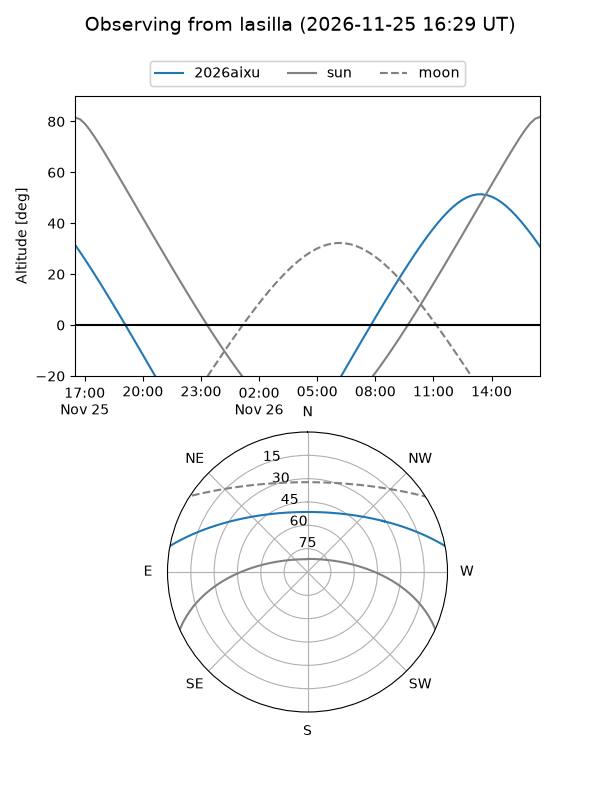 Observing from lasilla (2026-11-25 16:29 UT)
2026aixu sun moon
Altitude [deg]
80
60
40
20
0
−20
17:00 20:00 23:00 02:00 05:00 08:00 11:00 14:00
Nov 25 Nov 26
N
NE NW
15
30
45
60
75
E W
SE SW
S